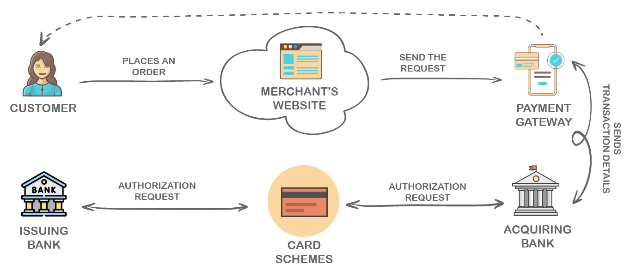 PLACES AN
ORDER
SEND THE
REQUEST
CUSTOMER
MERCHANT'S
WEBSITE
PAYMENT
GATEWAY
SENDS
TRANSACTION DETAILS
BANK
AUTHORIZATION
REQUEST
AUTHORIZATION
REQUEST
ISSUING
BANK
CARD
SCHEMES
ACQUIRING
BANK